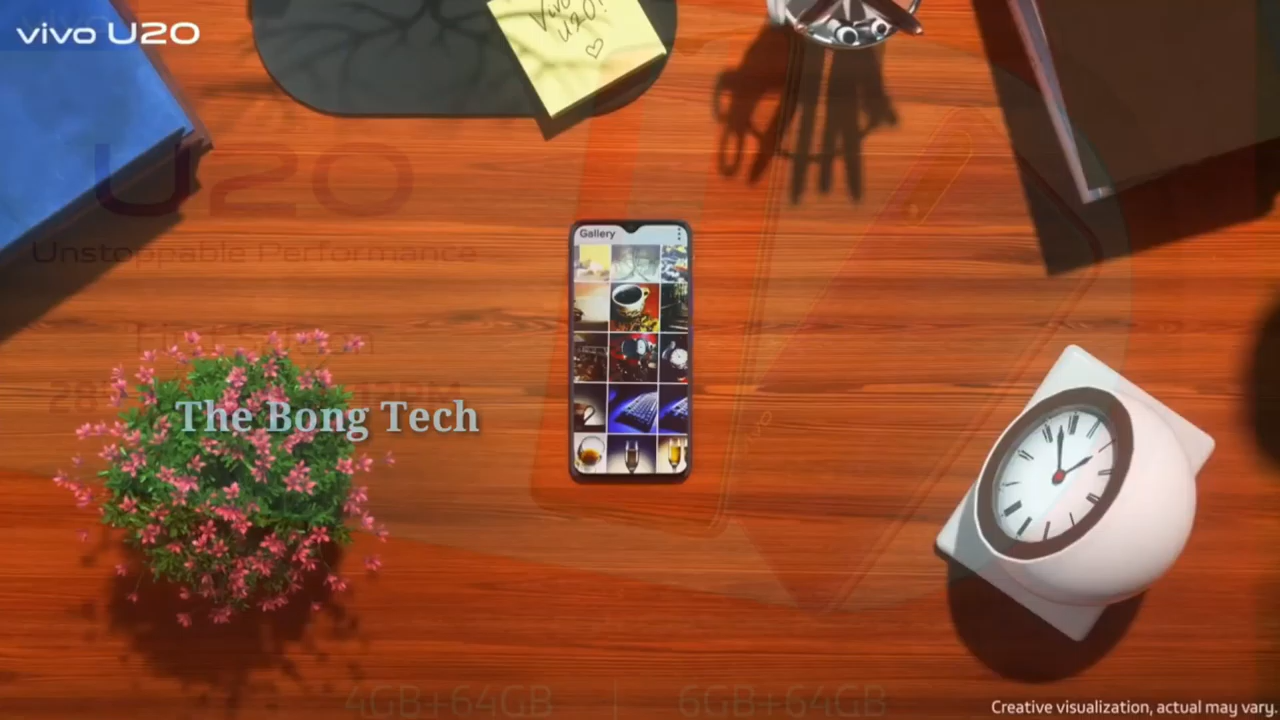 vivo U20
Vivo
U20!
U20
Unstoppable Performance
Gallery
The Bong Tech
4GB+64GB | 6GB+64GB
Creative visualization, actual may vary.